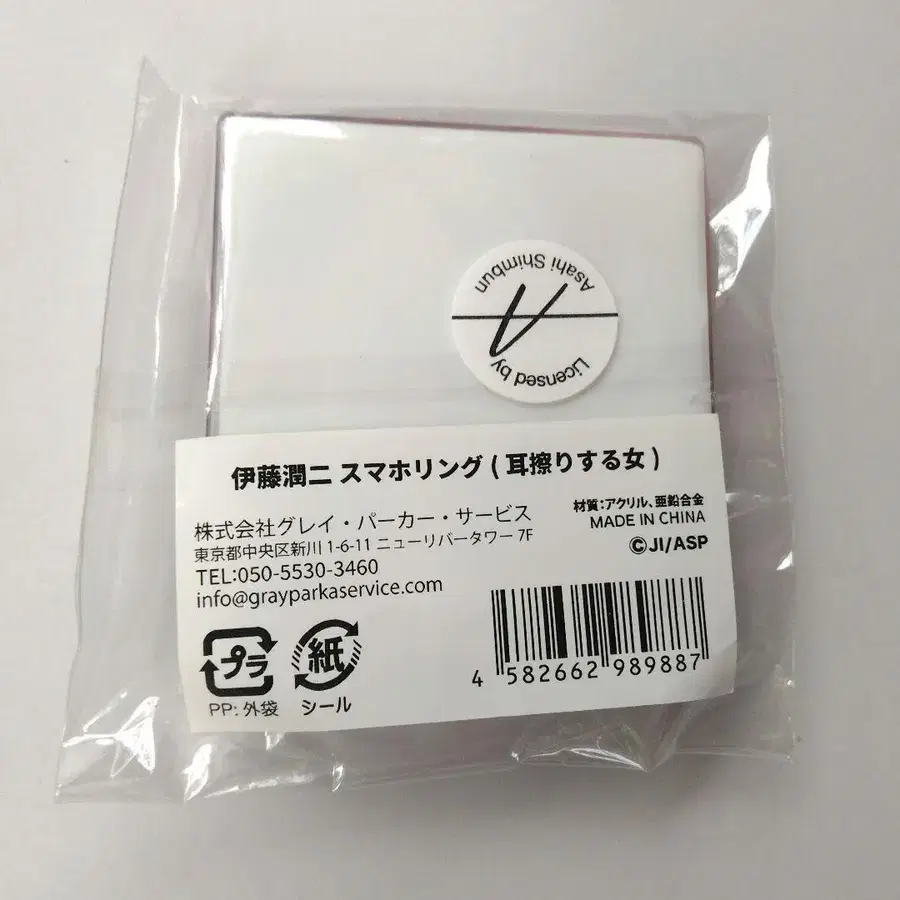 Licensed by
Asahi Shimbun
伊藤潤二 スマホリング ( 耳擦りする女 )
株式会社グレイ・パーカー・サービス
東京都中央区新川 1-6-11 ニューリバータワー 7F
TEL:050-5530-3460
info@grayparkaservice.com
材質:アクリル、亜鉛合金
MADE IN CHINA
©JI/ASP
プラ
PP: 外袋
紙
シール
4 582662 989887